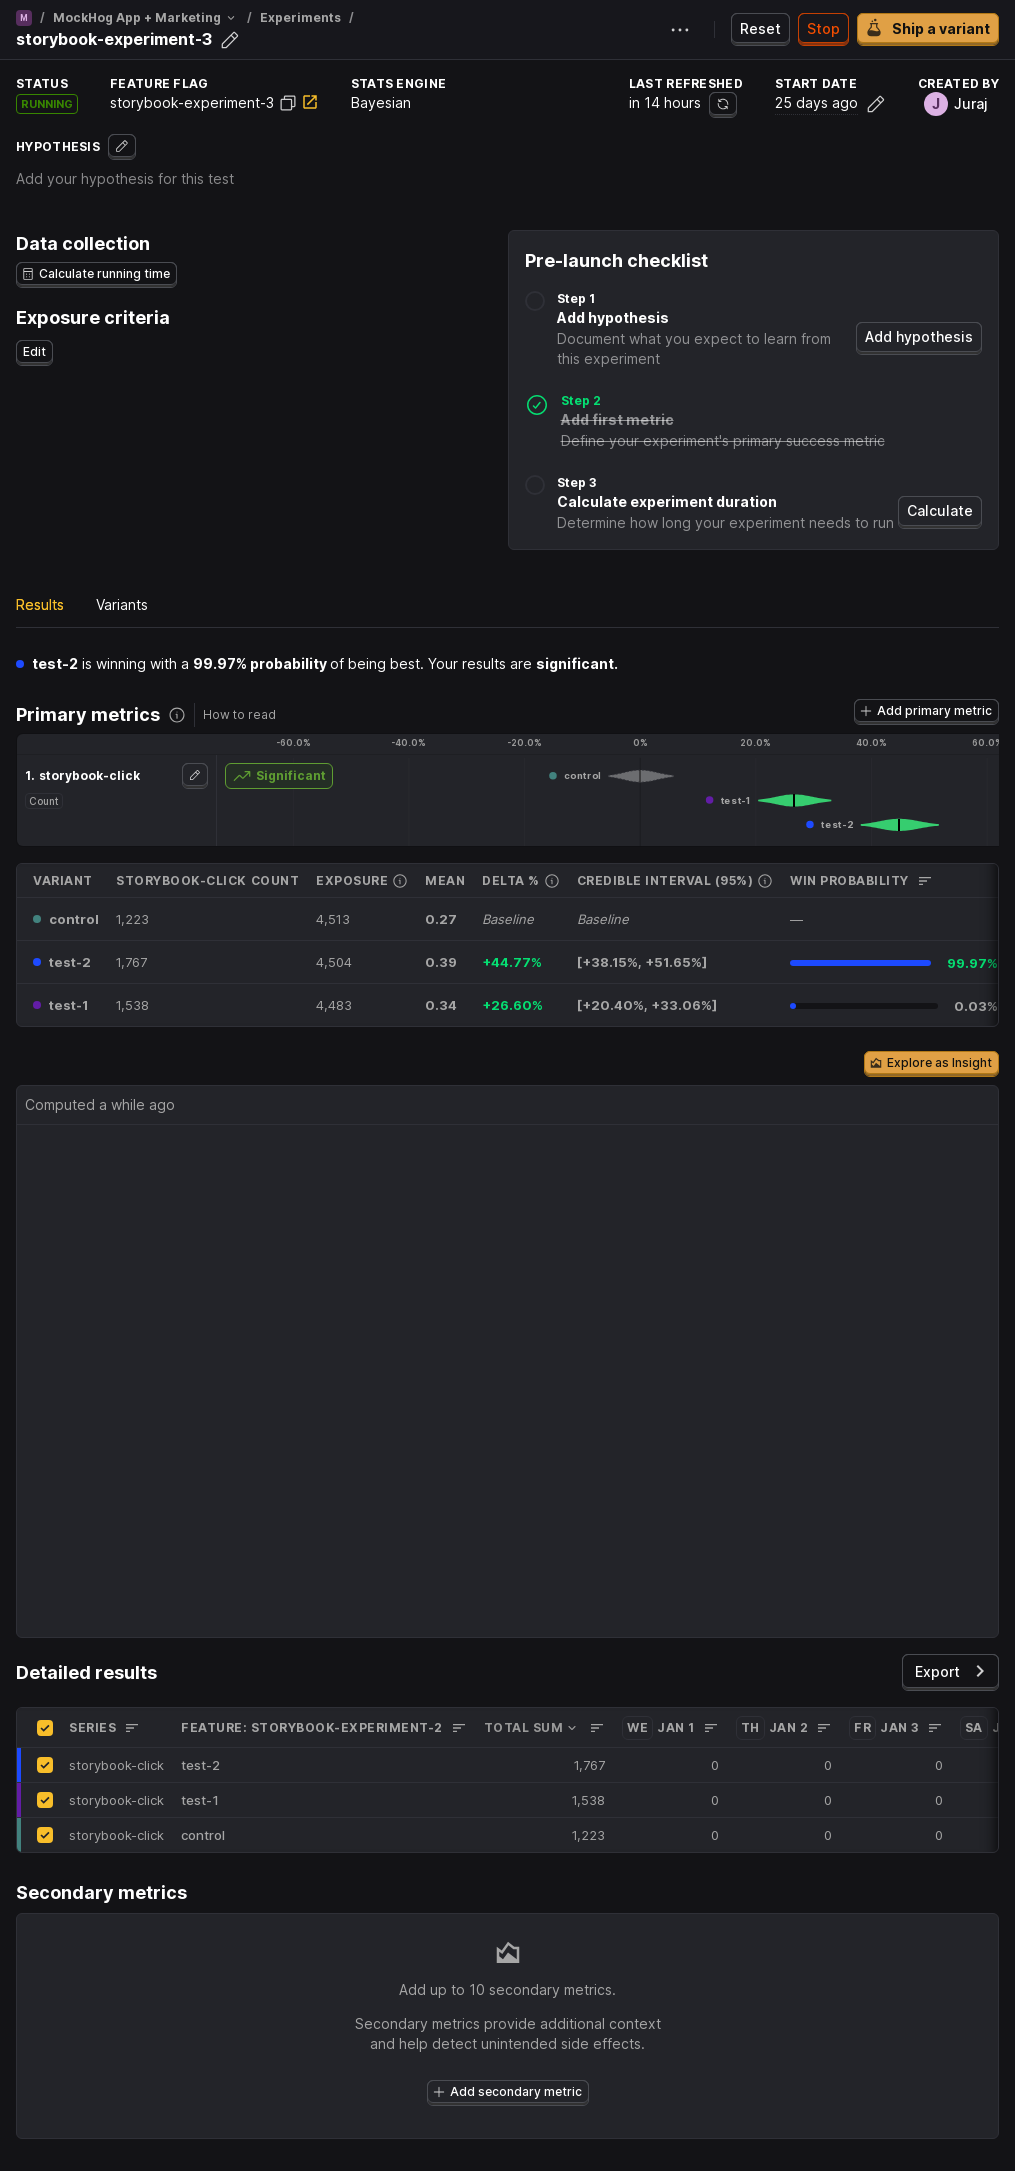 M / MockHog App + Marketing / Experiments /
storybook-experiment-3
Reset
Stop
Ship a variant
STATUS
RUNNING
FEATURE FLAG
storybook-experiment-3
STATS ENGINE
Bayesian
LAST REFRESHED
in 14 hours
START DATE
25 days ago
CREATED BY
J Juraj
HYPOTHESIS
Add your hypothesis for this test
Data collection
Calculate running time
Exposure criteria
Edit
Pre-launch checklist
Step 1
Add hypothesis
Document what you expect to learn from
this experiment
Add hypothesis
Step 2
Add first metric
Define your experiment's primary success metric
Step 3
Calculate experiment duration
Determine how long your experiment needs to run
Calculate
Results Variants
test-2 is winning with a 99.97% probability of being best. Your results are significant.
Primary metrics How to read
Add primary metric
-60.0% -40.0% -20.0% 0% 20.0% 40.0% 60.0%
1. storybook-click
Count
Significant
control
test-1
test-2
VARIANT STORYBOOK-CLICK COUNT EXPOSURE MEAN DELTA % CREDIBLE INTERVAL (95%) WIN PROBABILITY
control 1,223 4,513 0.27 Baseline Baseline —
test-2 1,767 4,504 0.39 +44.77% [+38.15%, +51.65%] 99.97%
test-1 1,538 4,483 0.34 +26.60% [+20.40%, +33.06%] 0.03%
Explore as Insight
Computed a while ago
Detailed results
Export
SERIES FEATURE: STORYBOOK-EXPERIMENT-2 TOTAL SUM WE JAN 1 TH JAN 2 FR JAN 3 SA
storybook-click test-2 1,767 0 0 0
storybook-click test-1 1,538 0 0 0
storybook-click control 1,223 0 0 0
Secondary metrics
Add up to 10 secondary metrics.
Secondary metrics provide additional context
and help detect unintended side effects.
Add secondary metric